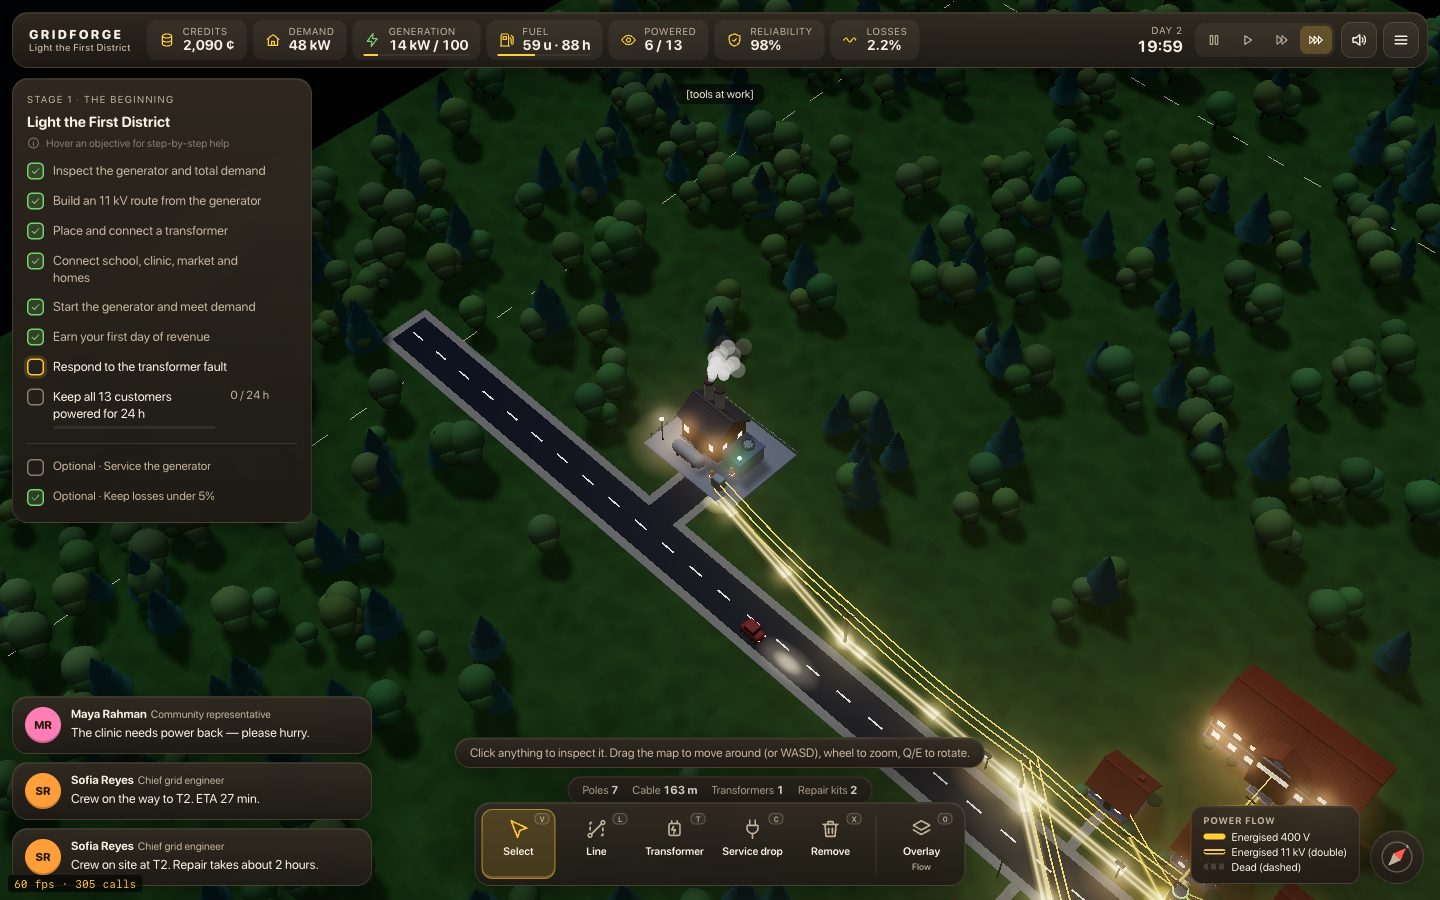 GRIDFORGE
Light the First District
CREDITS
2,090 ¢
DEMAND
48 kW
GENERATION
14 kW / 100
FUEL
59 u · 88 h
POWERED
6 / 13
RELIABILITY
98%
LOSSES
2.2%
DAY 2
19:59
[tools at work]
STAGE 1 · THE BEGINNING
Light the First District
Hover an objective for step-by-step help
Inspect the generator and total demand
Build an 11 kV route from the generator
Place and connect a transformer
Connect school, clinic, market and
homes
Start the generator and meet demand
Earn your first day of revenue
Respond to the transformer fault
Keep all 13 customers 0 / 24 h
powered for 24 h
Optional · Service the generator
Optional · Keep losses under 5%
MR
Maya Rahman Community representative
The clinic needs power back — please hurry.
SR
Sofia Reyes Chief grid engineer
Crew on the way to T2. ETA 27 min.
SR
Sofia Reyes Chief grid engineer
Crew on site at T2. Repair takes about 2 hours.
60 fps · 305 calls
Click anything to inspect it. Drag the map to move around (or WASD), wheel to zoom, Q/E to rotate.
Poles 7 Cable 163 m Transformers 1 Repair kits 2
V
Select
L
Line
T
Transformer
C
Service drop
X
Remove
O
Overlay
Flow
POWER FLOW
Energised 400 V
Energised 11 kV (double)
Dead (dashed)